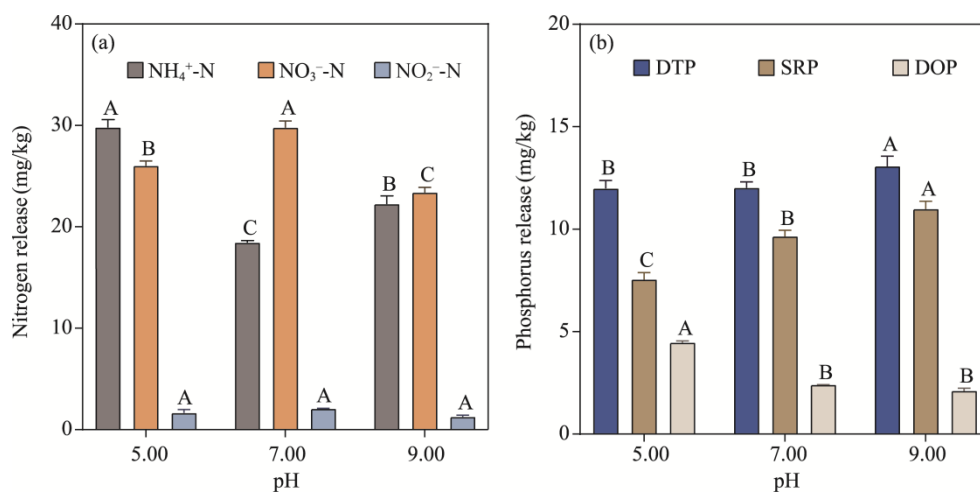 (a)
NH₄⁺-N NO₃⁻-N NO₂⁻-N
Nitrogen release (mg/kg)
40
30
20
10
0
A
B
A
C
A
A
B
C
A
5.00 7.00 9.00
pH
(b)
DTP SRP DOP
Phosphorus release (mg/kg)
20
15
10
5
0
B
C
A
B
B
B
A
A
B
5.00 7.00 9.00
pH